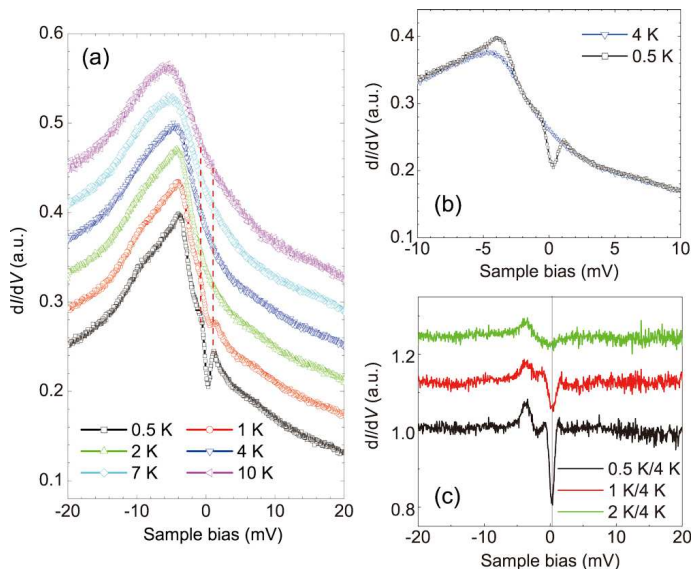 (a)
0.6
0.5
0.4
0.3
0.2
0.1
dI/dV (a.u.)
0.5 K
1 K
2 K
4 K
7 K
10 K
-20
-10
0
10
20
Sample bias (mV)
(b)
4 K
0.5 K
0.4
0.3
0.2
0.1
dI/dV (a.u.)
-10
-5
0
5
10
Sample bias (mV)
1.2
1.0
0.8
dI/dV (a.u.)
0.5 K/4 K
1 K/4 K
2 K/4 K
(c)
-20
-10
0
10
20
Sample bias (mV)